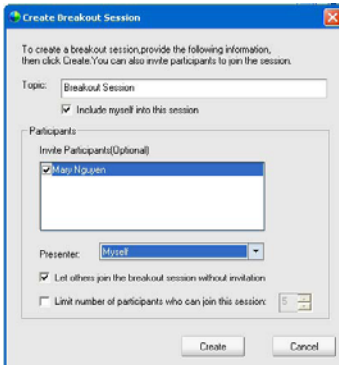 Create Breakout Session
To create a breakout session,provide the following information,
then click Create.You can also invite participants to join the session.
Topic: Breakout Session
Include myself into this session
Participants
Invite Participants(Optional)
Mary Nguyen
Presenter: Myself
Let others join the breakout session without invitation
Limit number of participants who can join this session: 5
Create Cancel